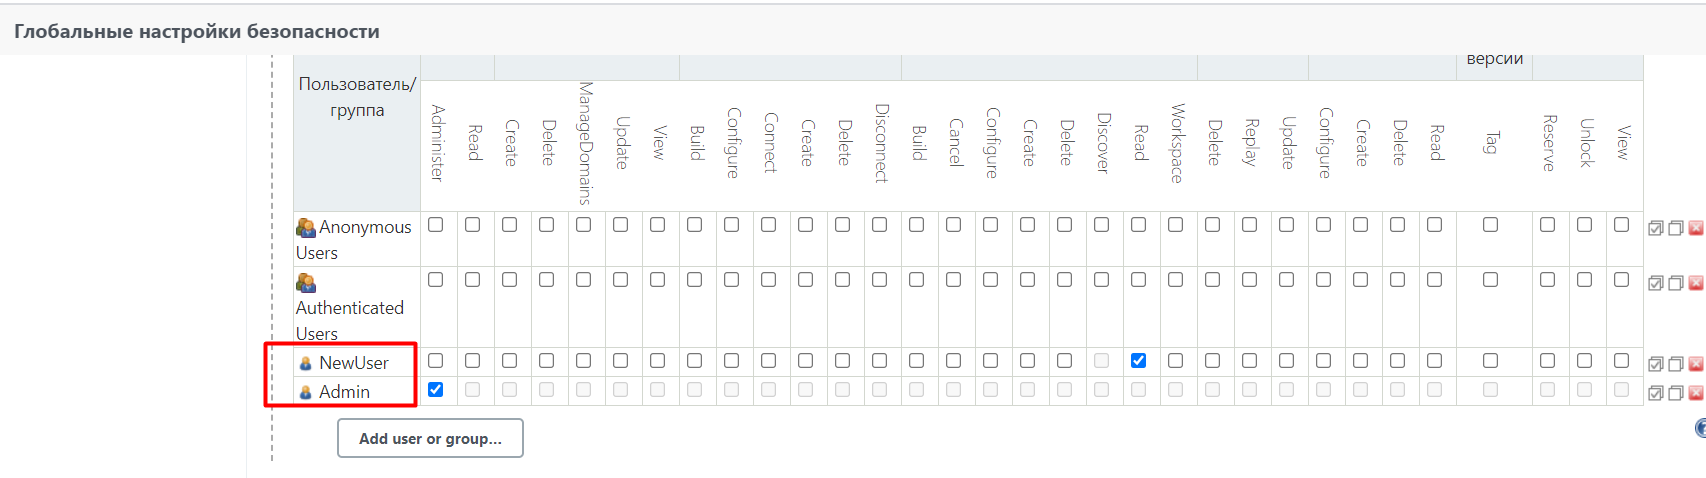 Глобальные настройки безопасности
версии
Пользователь/
группа
Administer
Read
Create
Delete
ManageDomains
Update
View
Build
Configure
Connect
Create
Delete
Disconnect
Build
Cancel
Configure
Create
Delete
Discover
Read
Workspace
Delete
Replay
Update
Configure
Create
Delete
Read
Tag
Reserve
Unlock
View
Anonymous
Users
Authenticated
Users
NewUser
Admin
Add user or group...